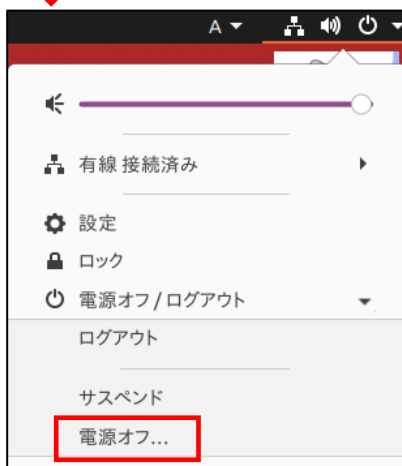 A
有線 接続済み
設定
ロック
電源オフ / ログアウト
ログアウト
サスペンド
電源オフ...